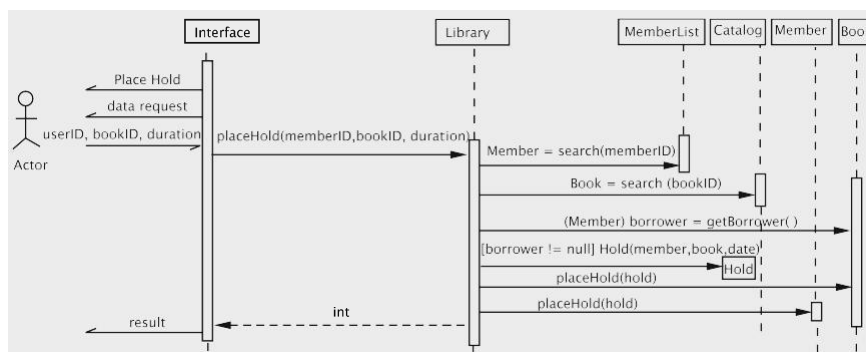 Interface
Library
MemberList
Catalog
Member
Boo
Place Hold
data request
userID, bookID, duration
placeHold(memberID,bookID, duration)
Actor
Member = search(memberID)
Book = search (bookID)
(Member) borrower = getBorrower( )
[borrower != null] Hold(member,book,date)
Hold
placeHold(hold)
placeHold(hold)
int
result